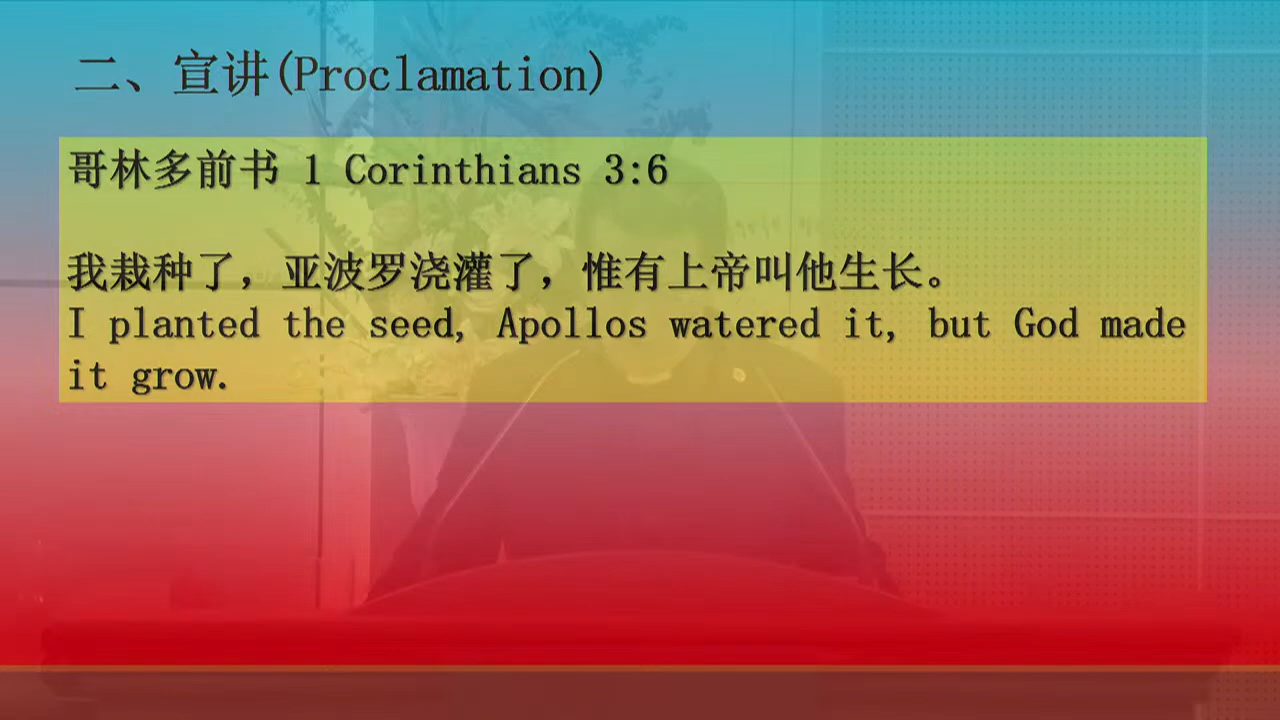 二、宣讲(Proclamation)
哥林多前书 1 Corinthians 3:6
我栽种了，亚波罗浇灌了，惟有上帝叫他生长。
I planted the seed, Apollos watered it, but God made
it grow.